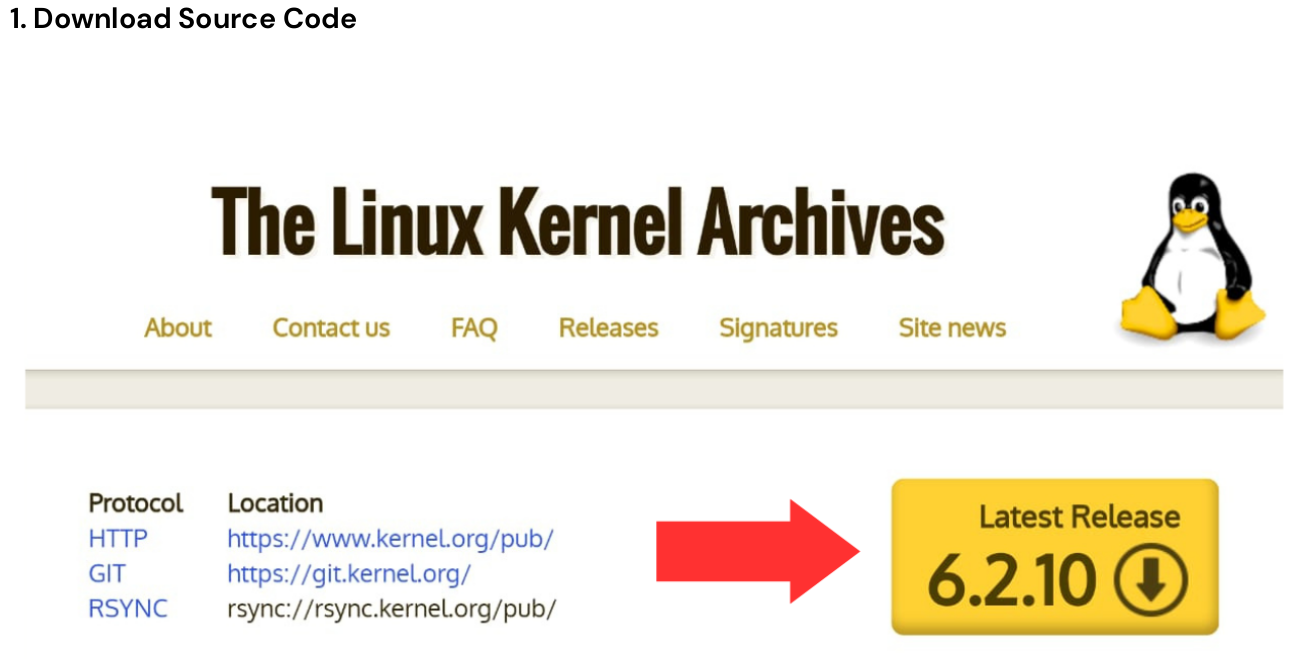 1. Download Source Code
The Linux Kernel Archives
About Contact us FAQ Releases Signatures Site news
Protocol Location
HTTP https://www.kernel.org/pub/
GIT https://git.kernel.org/
RSYNC rsync://rsync.kernel.org/pub/
Latest Release
6.2.10